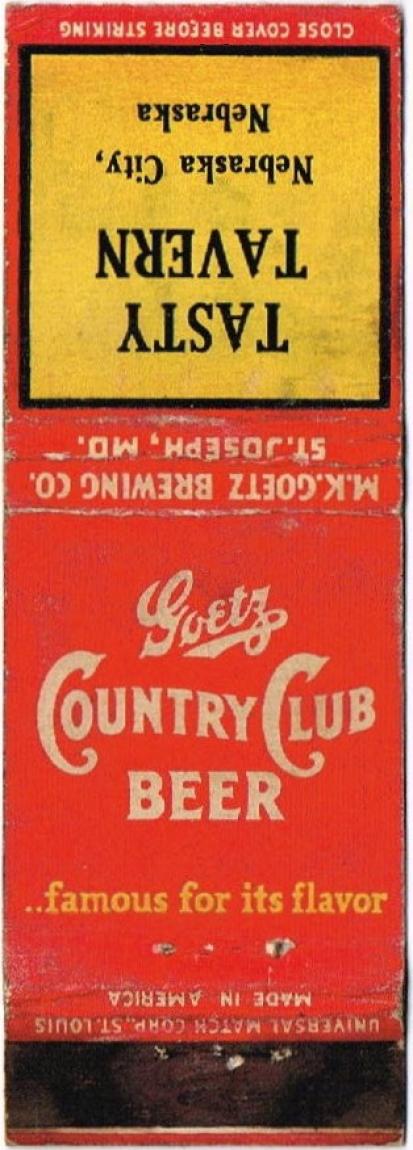 CLOSE COVER BEFORE STRIKING
TASTY
TAVERN
Nebraska City,
Nebraska
M.K.GOETZ BREWING CO.
ST.JOSEPH, MO.
Goetz
COUNTRY CLUB
BEER
..famous for its flavor
MADE IN AMERICA
UNIVERSAL MATCH CORP., ST. LOUIS